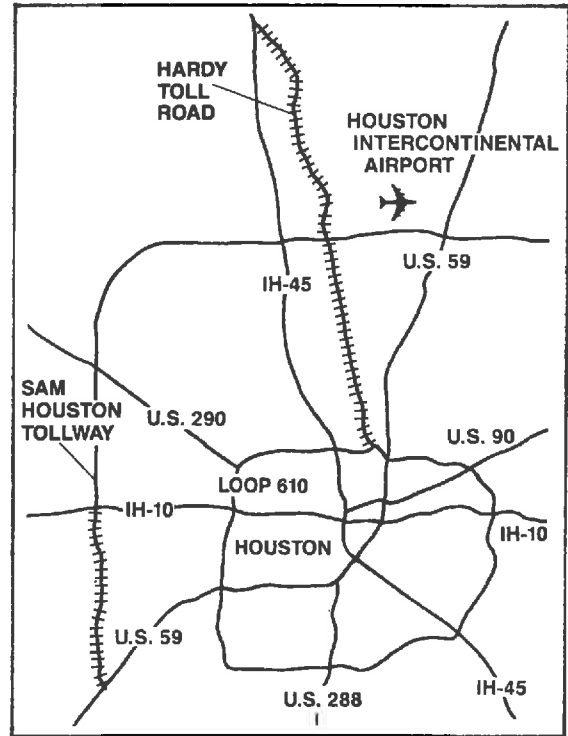 HARDY
TOLL
ROAD
HOUSTON
INTERCONTINENTAL
AIRPORT
U.S. 59
IH-45
SAM
HOUSTON
TOLLWAY
U.S. 290
U.S. 90
LOOP 610
IH-10
IH-10
HOUSTON
U.S. 59
IH-45
U.S. 288